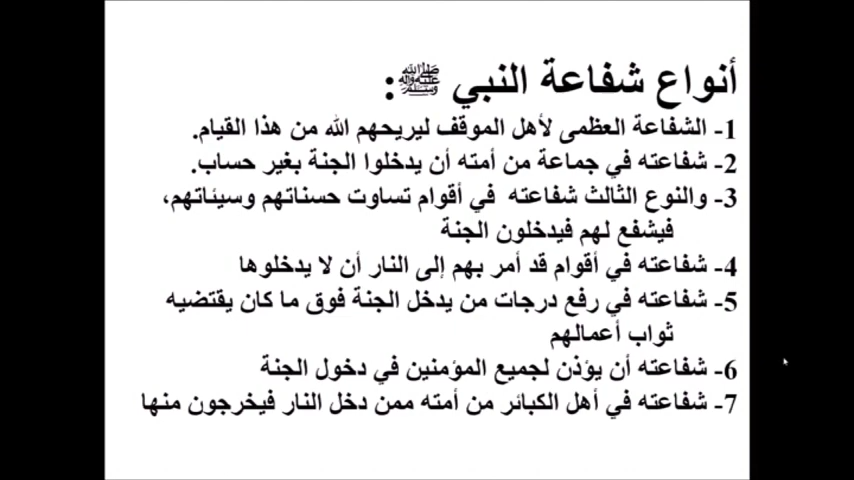 أنواع شفاعة النبي ﷺ:
1- الشفاعة العظمى لأهل الموقف ليريحهم الله من هذا القيام.
2- شفاعته في جماعة من أمته أن يدخلوا الجنة بغير حساب.
3- والنوع الثالث شفاعته في أقوام تساوت حسناتهم وسيئاتهم،
فيشفع لهم فيدخلون الجنة
4- شفاعته في أقوام قد أمر بهم إلى النار أن لا يدخلوها
5- شفاعته في رفع درجات من يدخل الجنة فوق ما كان يقتضيه
ثواب أعمالهم
6- شفاعته أن يؤذن لجميع المؤمنين في دخول الجنة
7- شفاعته في أهل الكبائر من أمته ممن دخل النار فيخرجون منها